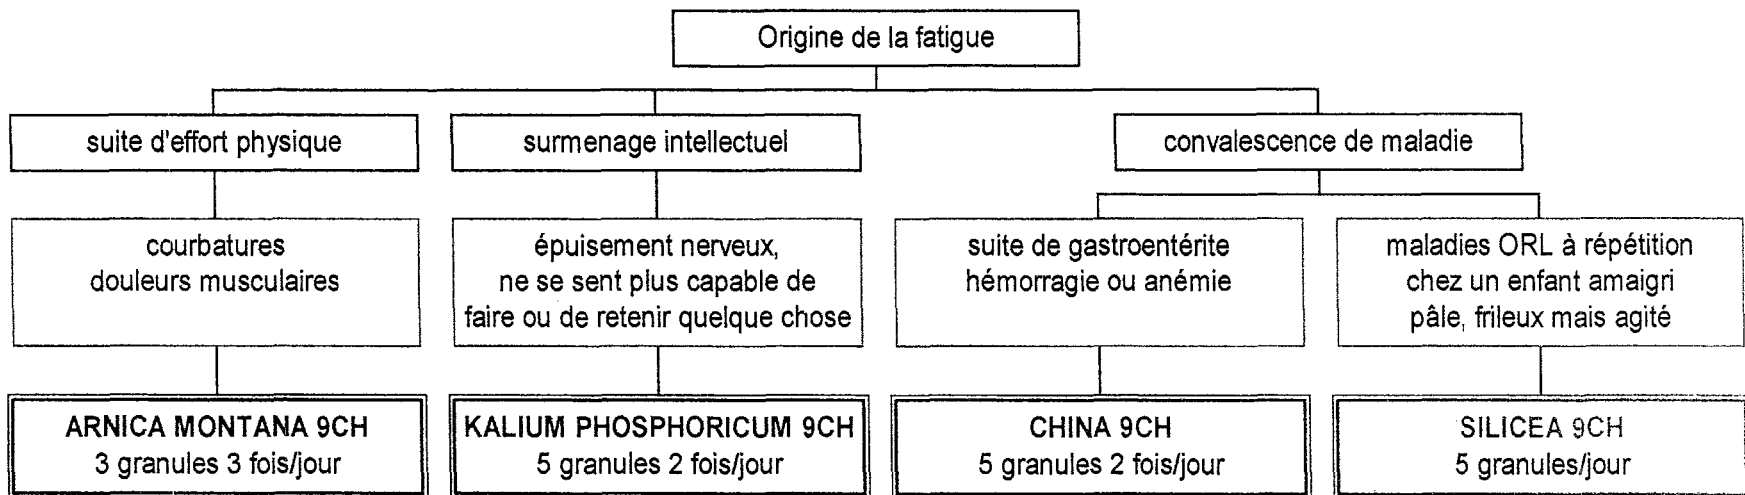 Origine de la fatigue
suite d'effort physique
surmenage intellectuel
convalescence de maladie
courbatures
douleurs musculaires
épuisement nerveux,
ne se sent plus capable de
faire ou de retenir quelque chose
suite de gastroentérite
hémorragie ou anémie
maladies ORL à répétition
chez un enfant amaigri
pâle, frileux mais agité
ARNICA MONTANA 9CH
3 granules 3 fois/jour
KALIUM PHOSPHORICUM 9CH
5 granules 2 fois/jour
CHINA 9CH
5 granules 2 fois/jour
SILICEA 9CH
5 granules/jour